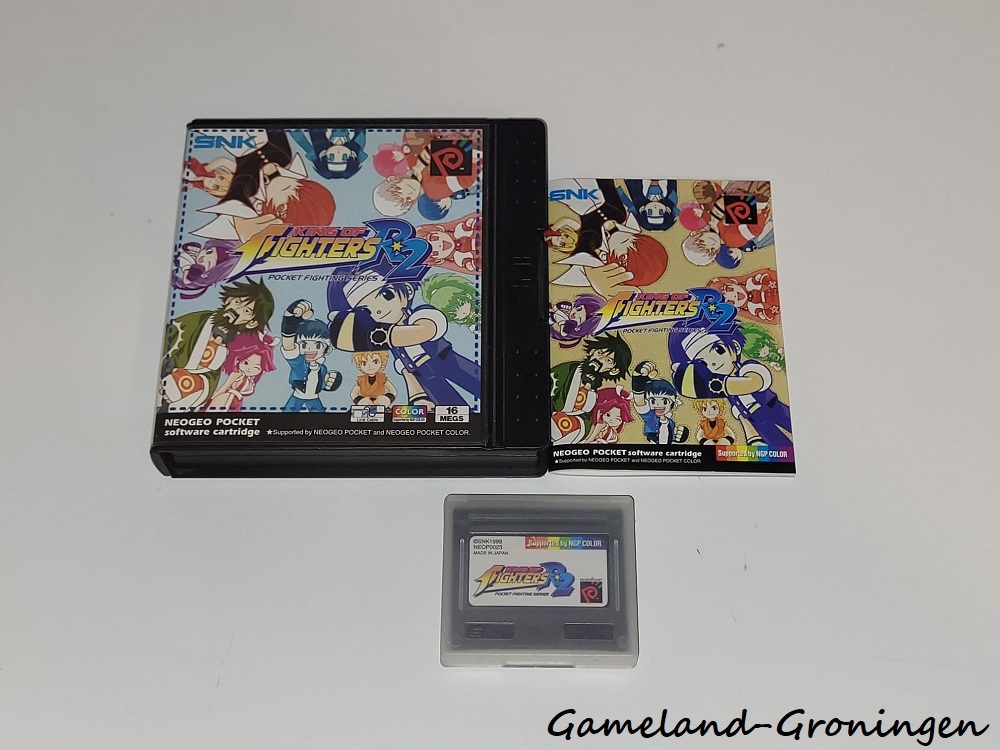 SNK
KING OF
FIGHTERS R2
POCKET FIGHTING SERIES
COLOR
16
MEGS
NEOGEO POCKET
software cartridge
★Supported by NEOGEO POCKET and NEOGEO POCKET COLOR.
SNK
KING OF
FIGHTERS R2
POCKET FIGHTING SERIES
NEOGEO POCKET software cartridge
Supported by NGP COLOR
★Supported by NEOGEO POCKET and NEOGEO POCKET COLOR.
©SNK1999
NEOP0023
MADE IN JAPAN
Supported by NGP COLOR
KING OF
FIGHTERS R2
POCKET FIGHTING SERIES
SNK
Gameland-Groningen